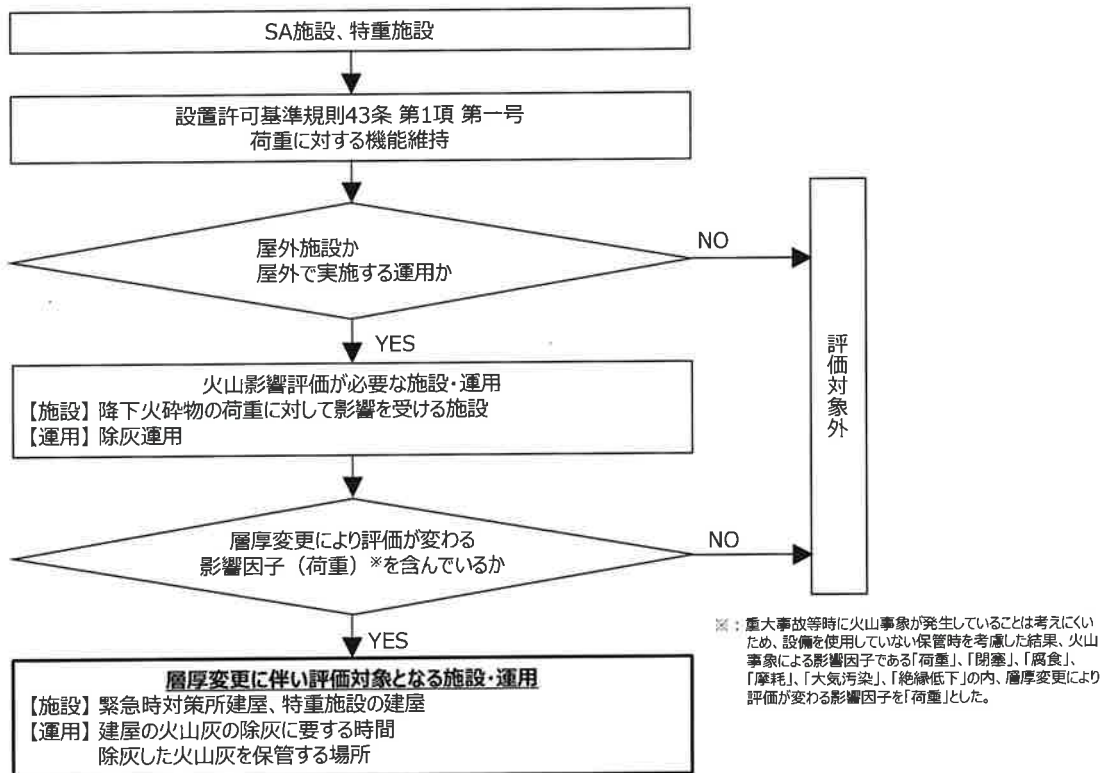 SA施設、特重施設
設置許可基準規則43条 第1項 第一号
荷重に対する機能維持
屋外施設か
屋外で実施する運用か
NO
YES
火山影響評価が必要な施設・運用
【施設】降下火砕物の荷重に対して影響を受ける施設
【運用】除灰運用
評価対象外
層厚変更により評価が変わる
影響因子（荷重）※を含んでいるか
NO
YES
層厚変更に伴い評価対象となる施設・運用
【施設】緊急時対策所建屋、特重施設の建屋
【運用】建屋の火山灰の除灰に要する時間
除灰した火山灰を保管する場所
※：重大事故等時に火山事象が発生していることは考えにくい
ため、設備を使用していない保管時を考慮した結果、火山
事象による影響因子である「荷重」、「閉塞」、「腐食」、
「摩耗」、「大気汚染」、「絶縁低下」の内、層厚変更により
評価が変わる影響因子を「荷重」とした。